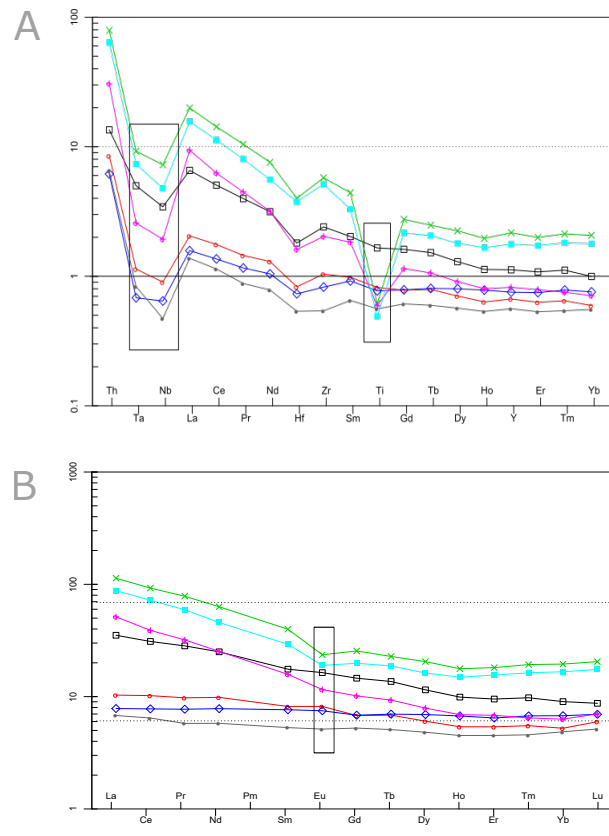 A
100
10
1
0.1
Th Nb La Ce Nd Zr Ti Tb Ho Er Yb
Ta La Pr Hf Sm Gd Dy Y Tm
B
1000
100
10
1
La Pr Pm Eu Tb Ho Tm Lu
Ce Nd Sm Gd Dy Er Yb